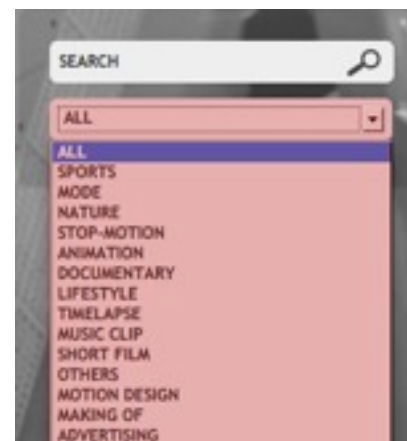 SEARCH
ALL
ALL
SPORTS
MODE
NATURE
STOP-MOTION
ANIMATION
DOCUMENTARY
LIFESTYLE
TIMELAPSE
MUSIC CLIP
SHORT FILM
OTHERS
MOTION DESIGN
MAKING OF
ADVERTISING